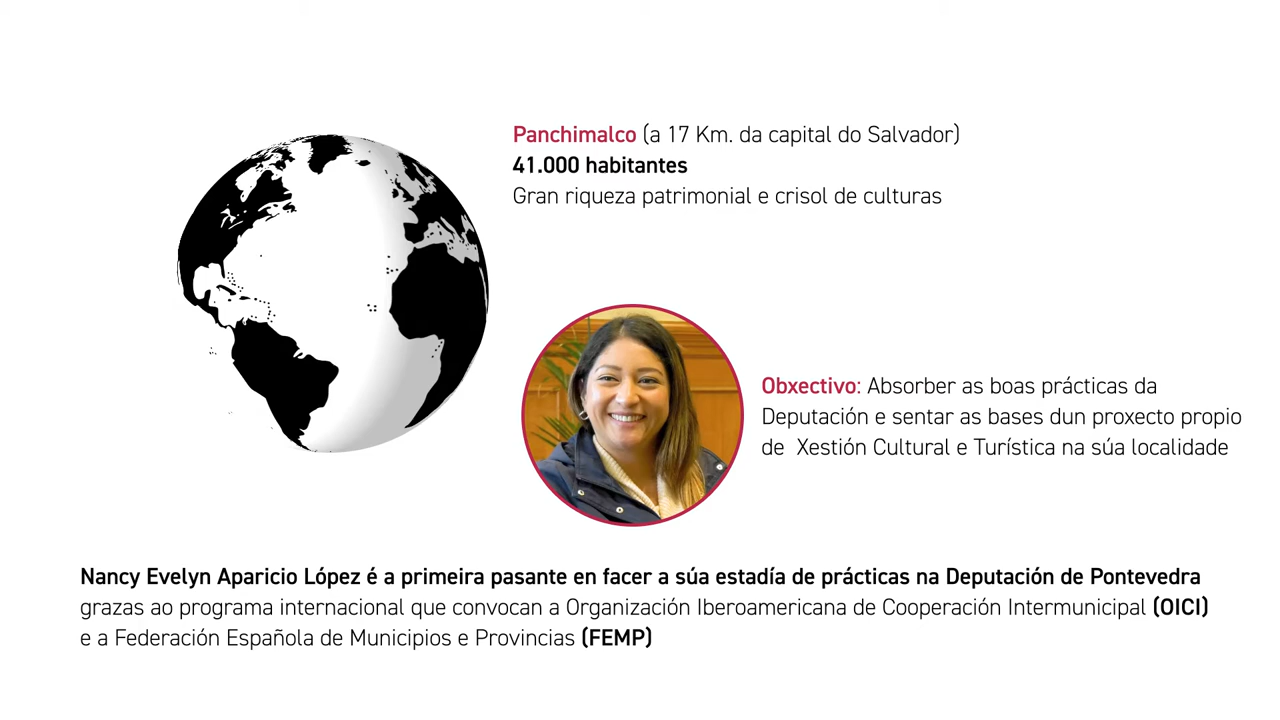 Panchimalco (a 17 Km. da capital do Salvador)
41.000 habitantes
Gran riqueza patrimonial e crisol de culturas
Obxectivo: Absorber as boas prácticas da
Deputación e sentar as bases dun proxecto propio
de Xestión Cultural e Turística na súa localidade
Nancy Evelyn Aparicio López é a primeira pasante en facer a súa estadía de prácticas na Deputación de Pontevedra
grazas ao programa internacional que convocan a Organización Iberoamericana de Cooperación Intermunicipal (OICI)
e a Federación Española de Municipios e Provincias (FEMP)